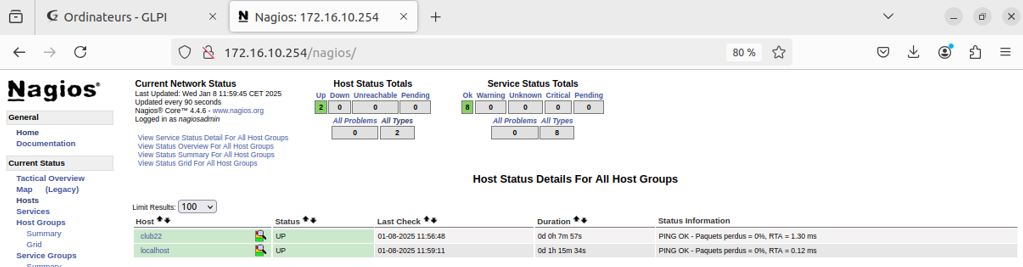 Ordinateurs - GLPI
Nagios: 172.16.10.254
172.16.10.254/nagios/
80 %
Nagios®
General
Home
Documentation
Current Status
Tactical Overview
Map (Legacy)
Hosts
Services
Host Groups
Summary
Grid
Service Groups
Summary
Current Network Status
Last Updated: Wed Jan 8 11:59:45 CET 2025
Updated every 90 seconds
Nagios® Core™ 4.4.6 - www.nagios.org
Logged in as nagiosadmin
View Service Status Detail For All Host Groups
View Status Overview For All Host Groups
View Status Summary For All Host Groups
View Status Grid For All Host Groups
Host Status Totals
Up Down Unreachable Pending
2 0 0 0
All Problems All Types
0 2
Service Status Totals
Ok Warning Unknown Critical Pending
8 0 0 0 0
All Problems All Types
0 8
Host Status Details For All Host Groups
Limit Results: 100
Host Status Last Check Duration Status Information
club22 UP 01-08-2025 11:56:48 0d 0h 7m 57s PING OK - Paquets perdus = 0%, RTA = 1.30 ms
localhost UP 01-08-2025 11:59:11 0d 1h 15m 34s PING OK - Paquets perdus = 0%, RTA = 0.12 ms